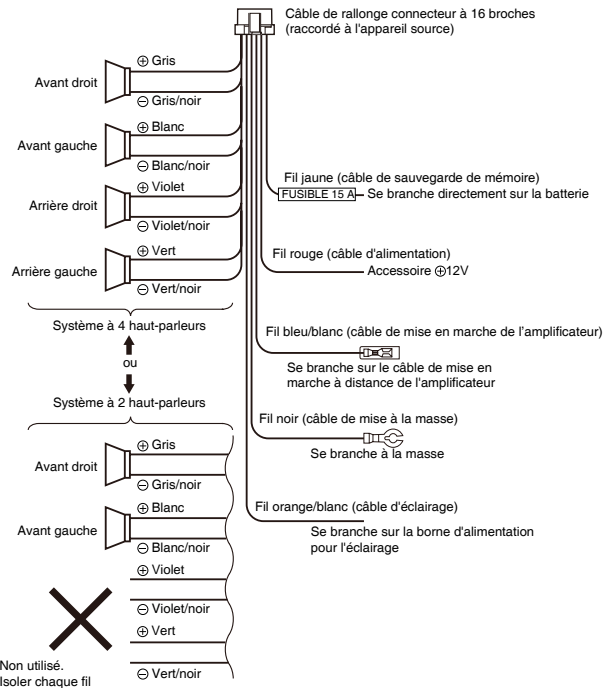 Câble de rallonge connecteur à 16 broches
(raccordé à l'appareil source)
⊕ Gris
Avant droit
⊖ Gris/noir
⊕ Blanc
Avant gauche
⊖ Blanc/noir
⊕ Violet
Arrière droit
⊖ Violet/noir
⊕ Vert
Arrière gauche
⊖ Vert/noir
Fil jaune (câble de sauvegarde de mémoire)
FUSIBLE 15 A
Se branche directement sur la batterie
Fil rouge (câble d'alimentation)
Accessoire ⊕12V
Système à 4 haut-parleurs
ou
Système à 2 haut-parleurs
Fil bleu/blanc (câble de mise en marche de l'amplificateur)
Se branche sur le câble de mise en
marche à distance de l'amplificateur
Fil noir (câble de mise à la masse)
Se branche à la masse
Fil orange/blanc (câble d'éclairage)
Se branche sur la borne d'alimentation
pour l'éclairage
⊕ Gris
Avant droit
⊖ Gris/noir
⊕ Blanc
Avant gauche
⊖ Blanc/noir
⊕ Violet
⊖ Violet/noir
⊕ Vert
⊖ Vert/noir
Non utilisé.
Isoler chaque fil